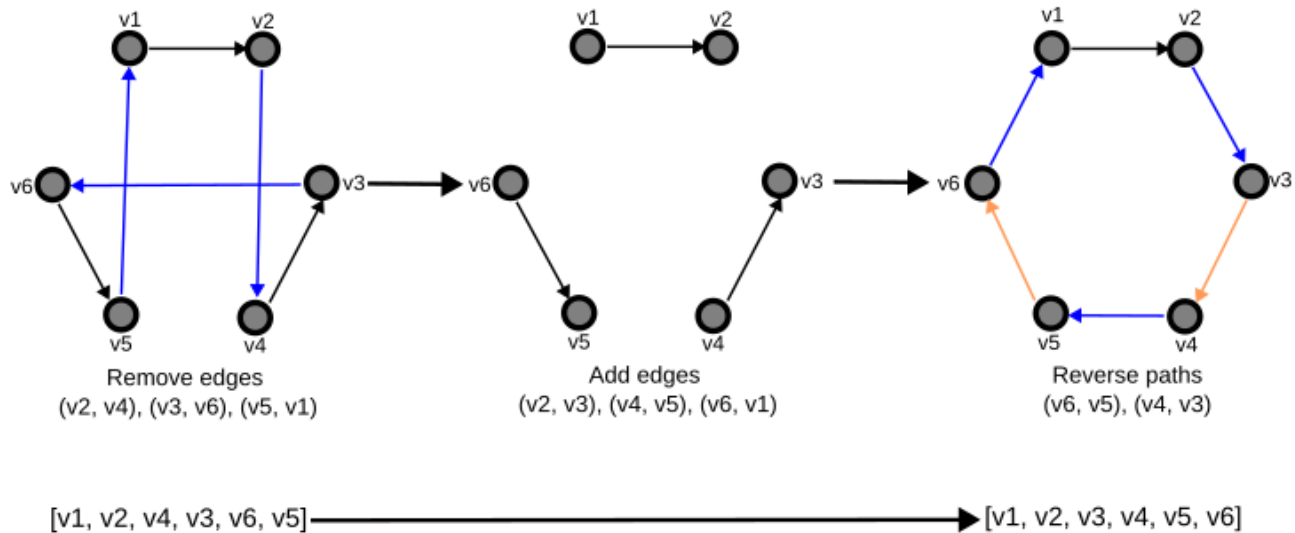 v1 v2
v6 v3
v5 v4
Remove edges
(v2, v4), (v3, v6), (v5, v1)
v1 v2
v6 v3
v5 v4
Add edges
(v2, v3), (v4, v5), (v6, v1)
v1 v2
v6 v3
v5 v4
Reverse paths
(v6, v5), (v4, v3)
[v1, v2, v4, v3, v6, v5] [v1, v2, v3, v4, v5, v6]